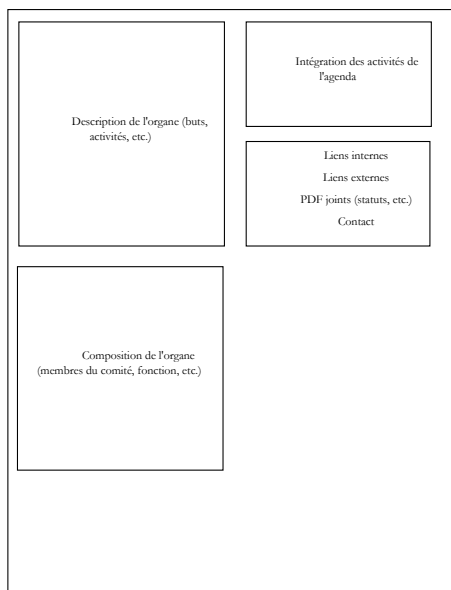 Description de l'organe (buts,
activités, etc.)
Intégration des activités de
l'agenda
Liens internes
Liens externes
PDF joints (statuts, etc.)
Contact
Composition de l'organe
(membres du comité, fonction, etc.)